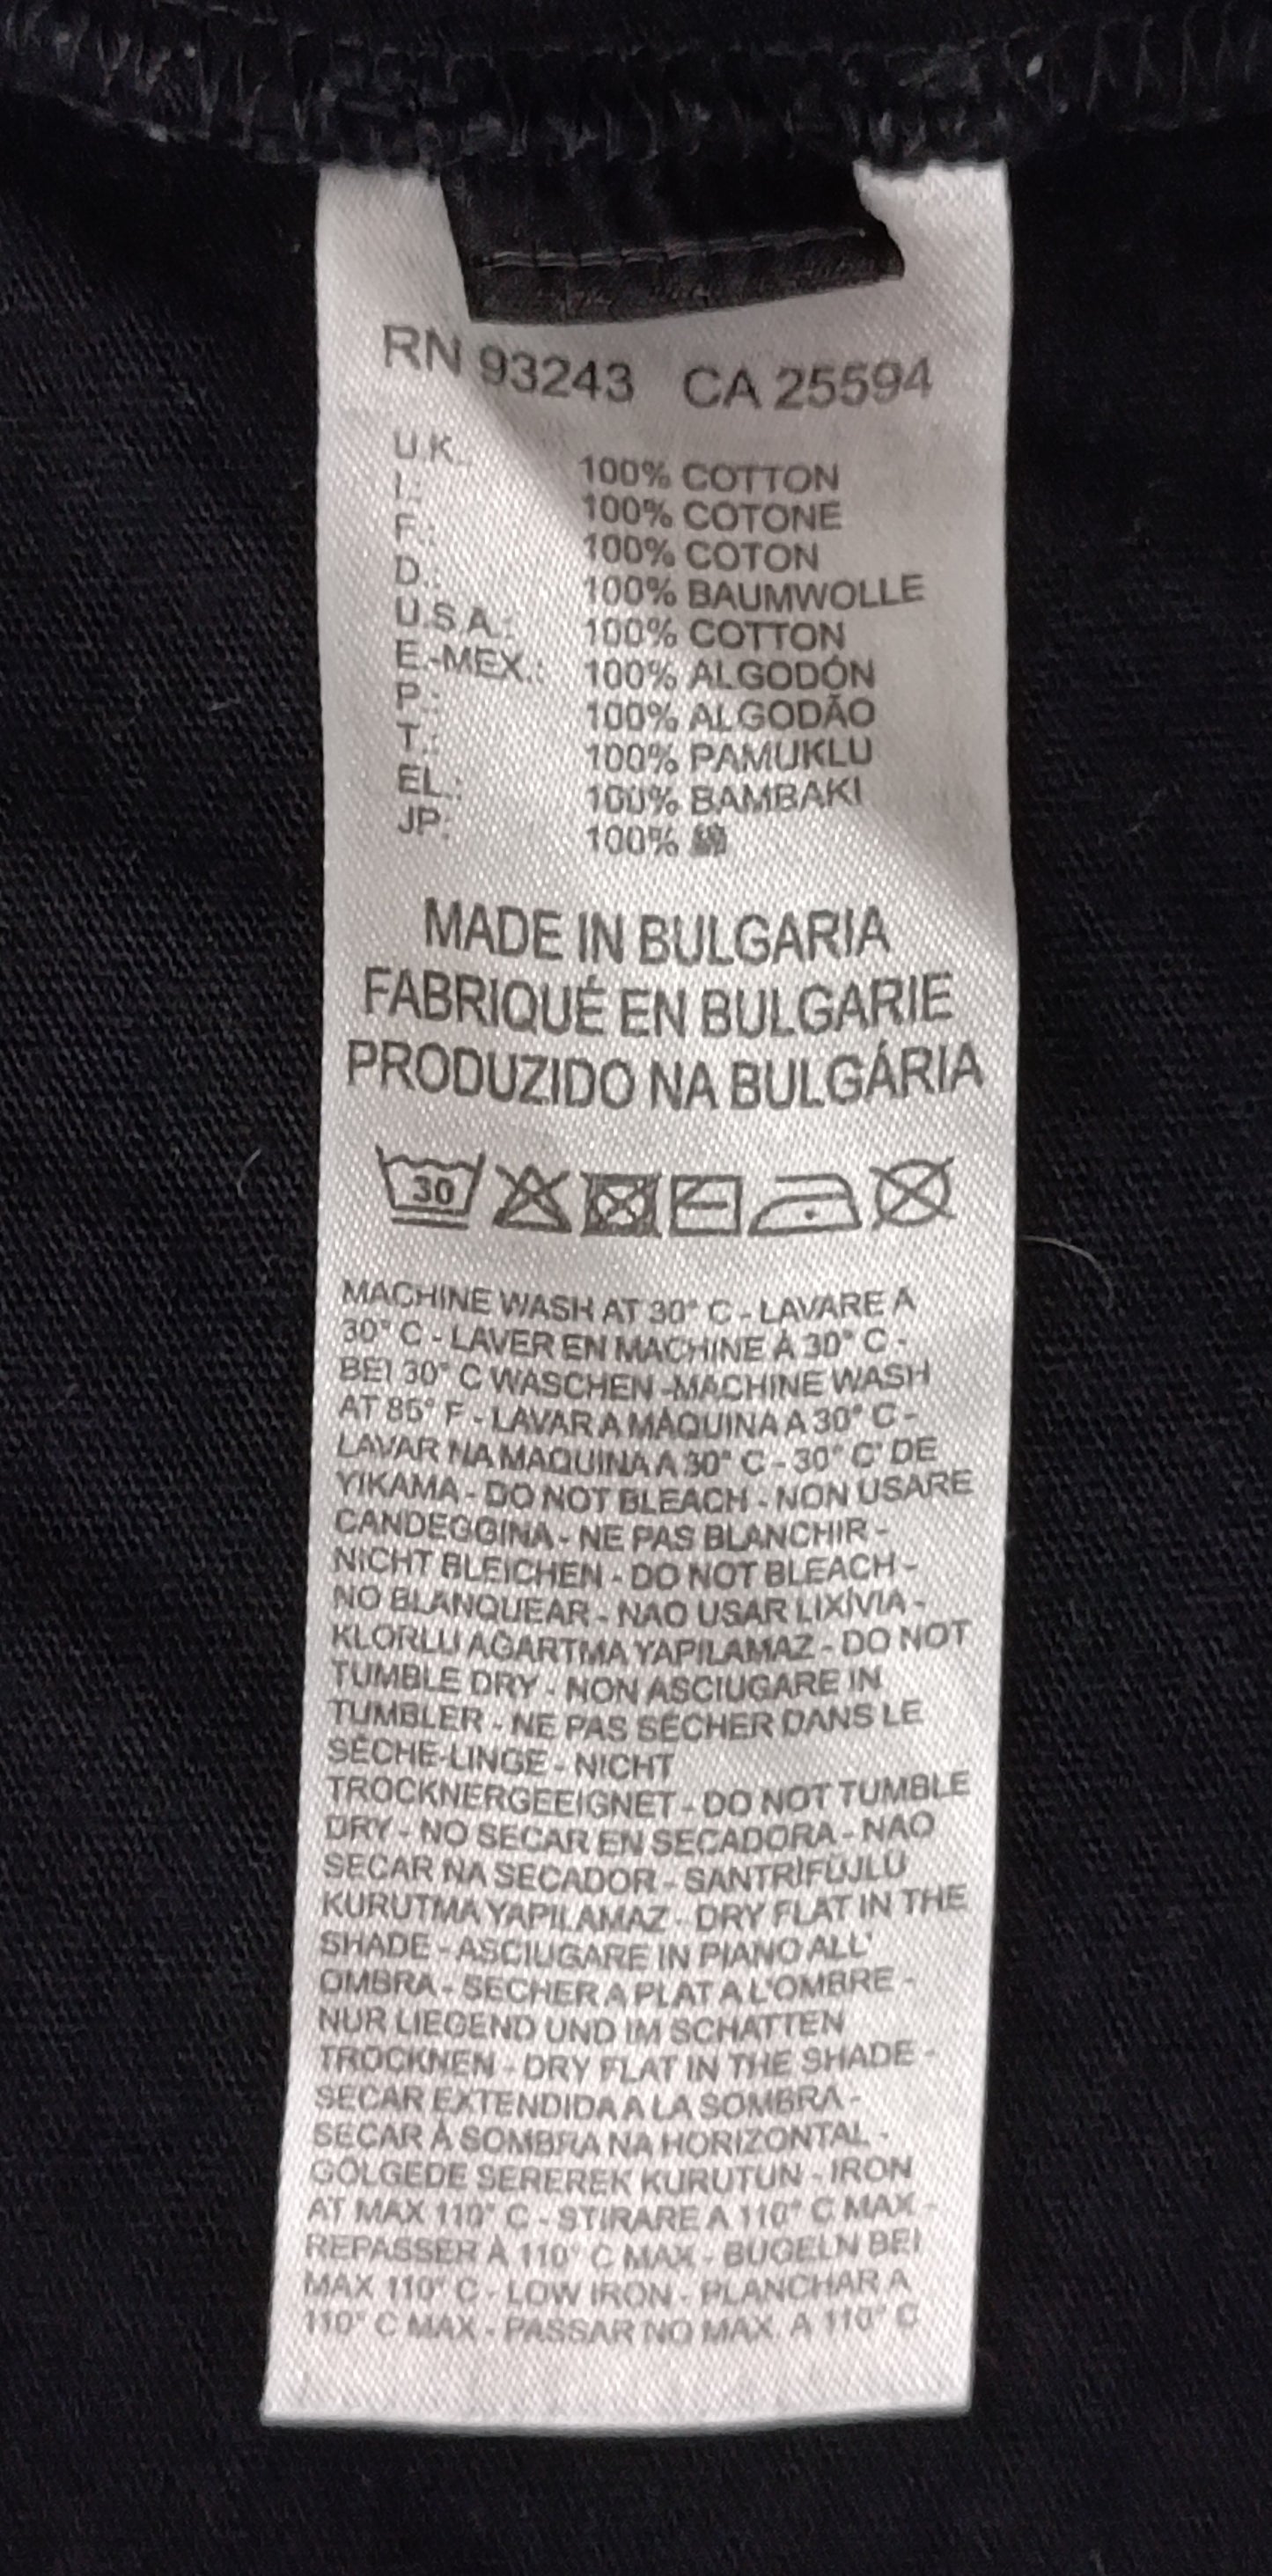 RN 93243 CA 25594
U.K.: 100% COTTON
I.: 100% COTONE
F.: 100% COTON
D.: 100% BAUMWOLLE
U.S.A.: 100% COTTON
E.-MEX.: 100% ALGODÓN
P.: 100% ALGODÃO
T.: 100% PAMUKLU
EL.: 100% BAMBAKI
JP: 100%
MADE IN BULGARIA
FABRIQUÉ EN BULGARIE
PRODUZIDO NA BULGÁRIA
30
MACHINE WASH AT 30° C - LAVARE A
30° C - LAVER EN MACHINE À 30° C -
BEI 30° C WASCHEN -MACHINE WASH
AT 85° F - LAVAR A MÁQUINA A 30° C -
LAVAR NA MAQUINA A 30° C - 30° C' DE
YIKAMA - DO NOT BLEACH - NON USARE
CANDEGGINA - NE PAS BLANCHIR -
NICHT BLEICHEN - DO NOT BLEACH -
NO BLANQUEAR - NAO USAR LIXÍVIA -
KLORLU AĞARTMA YAPILAMAZ - DO NOT
TUMBLE DRY - NON ASCIUGARE IN
TUMBLER - NE PAS SÉCHER DANS LE
SÈCHE-LINGE - NICHT
TROCKNERGEEIGNET - DO NOT TUMBLE
DRY - NO SECAR EN SECADORA - NAO
SECAR NA SECADOR - SANTRİFÜJLÜ
KURUTMA YAPILAMAZ - DRY FLAT IN THE
SHADE - ASCIUGARE IN PIANO ALL'
OMBRA - SÉCHER A PLAT A L'OMBRE -
NUR LIEGEND UND IM SCHATTEN
TROCKNEN - DRY FLAT IN THE SHADE -
SECAR EXTENDIDA A LA SOMBRA -
SECAR À SOMBRA NA HORIZONTAL -
GÖLGEDE SEREREK KURUTUN - IRON
AT MAX 110° C - STIRARE A 110° C MAX -
REPASSER À 110° C MAX - BÜGELN BEI
MAX 110° C - LOW IRON - PLANCHAR A
110° C MAX - PASSAR NO MAX. A 110° C